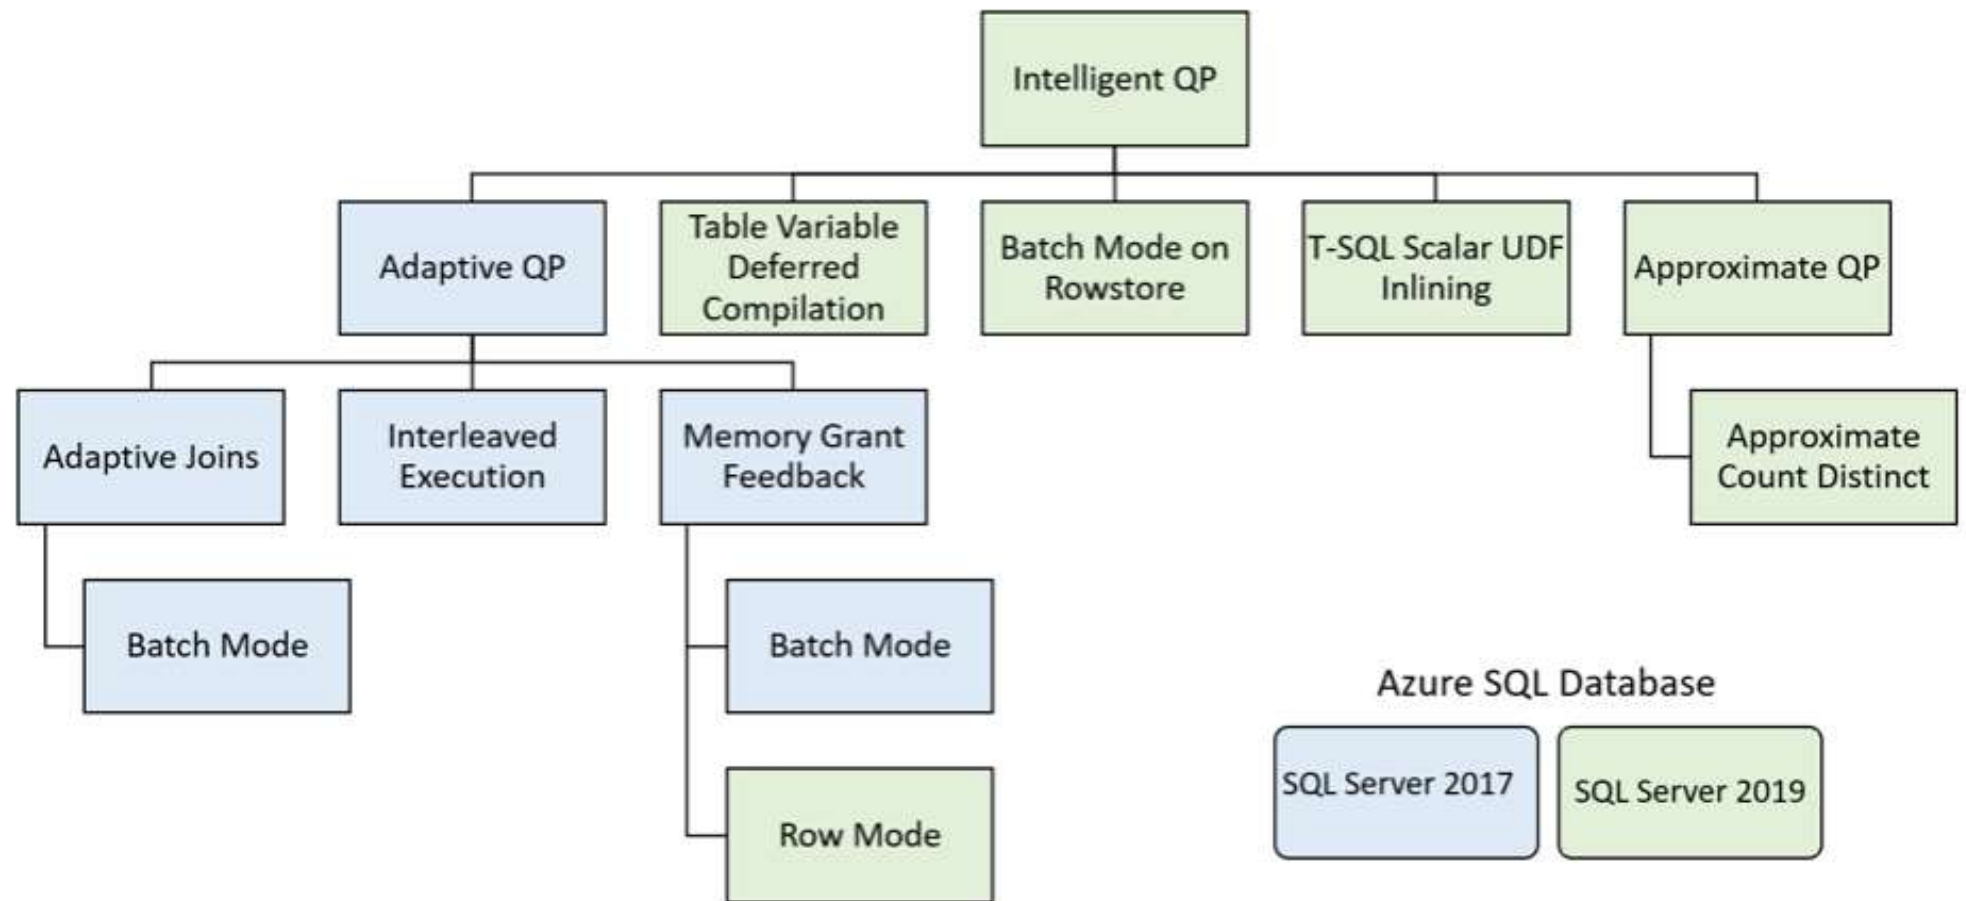 Intelligent QP
Adaptive QP
Table Variable
Deferred
Compilation
Batch Mode on
Rowstore
T-SQL Scalar UDF
Inlining
Approximate QP
Adaptive Joins
Interleaved
Execution
Memory Grant
Feedback
Approximate
Count Distinct
Batch Mode
Batch Mode
Row Mode
Azure SQL Database
SQL Server 2017
SQL Server 2019